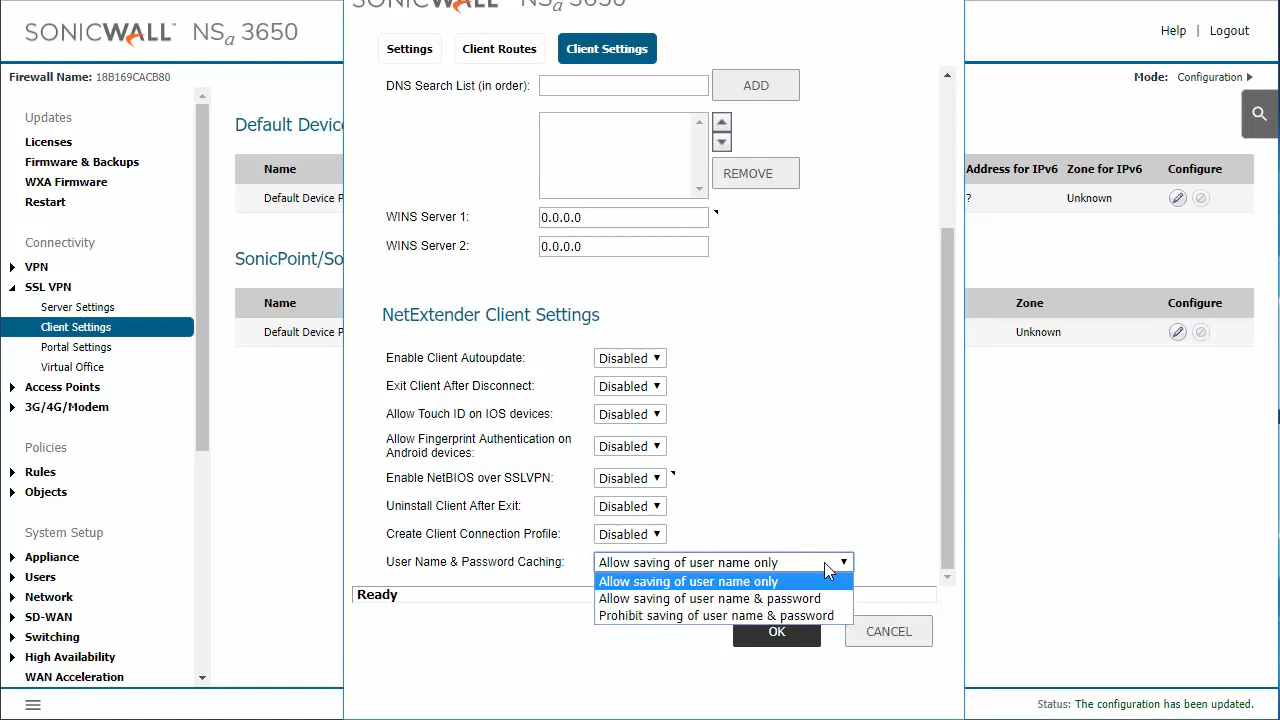 SONICWALL NSa 3650
Help | Logout
Firewall Name: 18B169CACB80
Mode: Configuration
Updates
Licenses
Firmware & Backups
WXA Firmware
Restart
Connectivity
VPN
SSL VPN
Server Settings
Client Settings
Portal Settings
Virtual Office
Access Points
3G/4G/Modem
Policies
Rules
Objects
System Setup
Appliance
Users
Network
SD-WAN
Switching
High Availability
WAN Acceleration
Default Device
Name
Default Device P
SonicPoint/So
Name
Default Device P
SONICWALL NSa 3650
Settings
Client Routes
Client Settings
DNS Search List (in order):
ADD
REMOVE
WINS Server 1: 0.0.0.0
WINS Server 2: 0.0.0.0
NetExtender Client Settings
Enable Client Autoupdate: Disabled
Exit Client After Disconnect: Disabled
Allow Touch ID on IOS devices: Disabled
Allow Fingerprint Authentication on
Android devices: Disabled
Enable NetBIOS over SSLVPN: Disabled
Uninstall Client After Exit: Disabled
Create Client Connection Profile: Disabled
User Name & Password Caching: Allow saving of user name only
Allow saving of user name only
Allow saving of user name & password
Prohibit saving of user name & password
Ready
OK
CANCEL
Address for IPv6 Zone for IPv6 Configure
? Unknown
Zone Configure
Unknown
Status: The configuration has been updated.